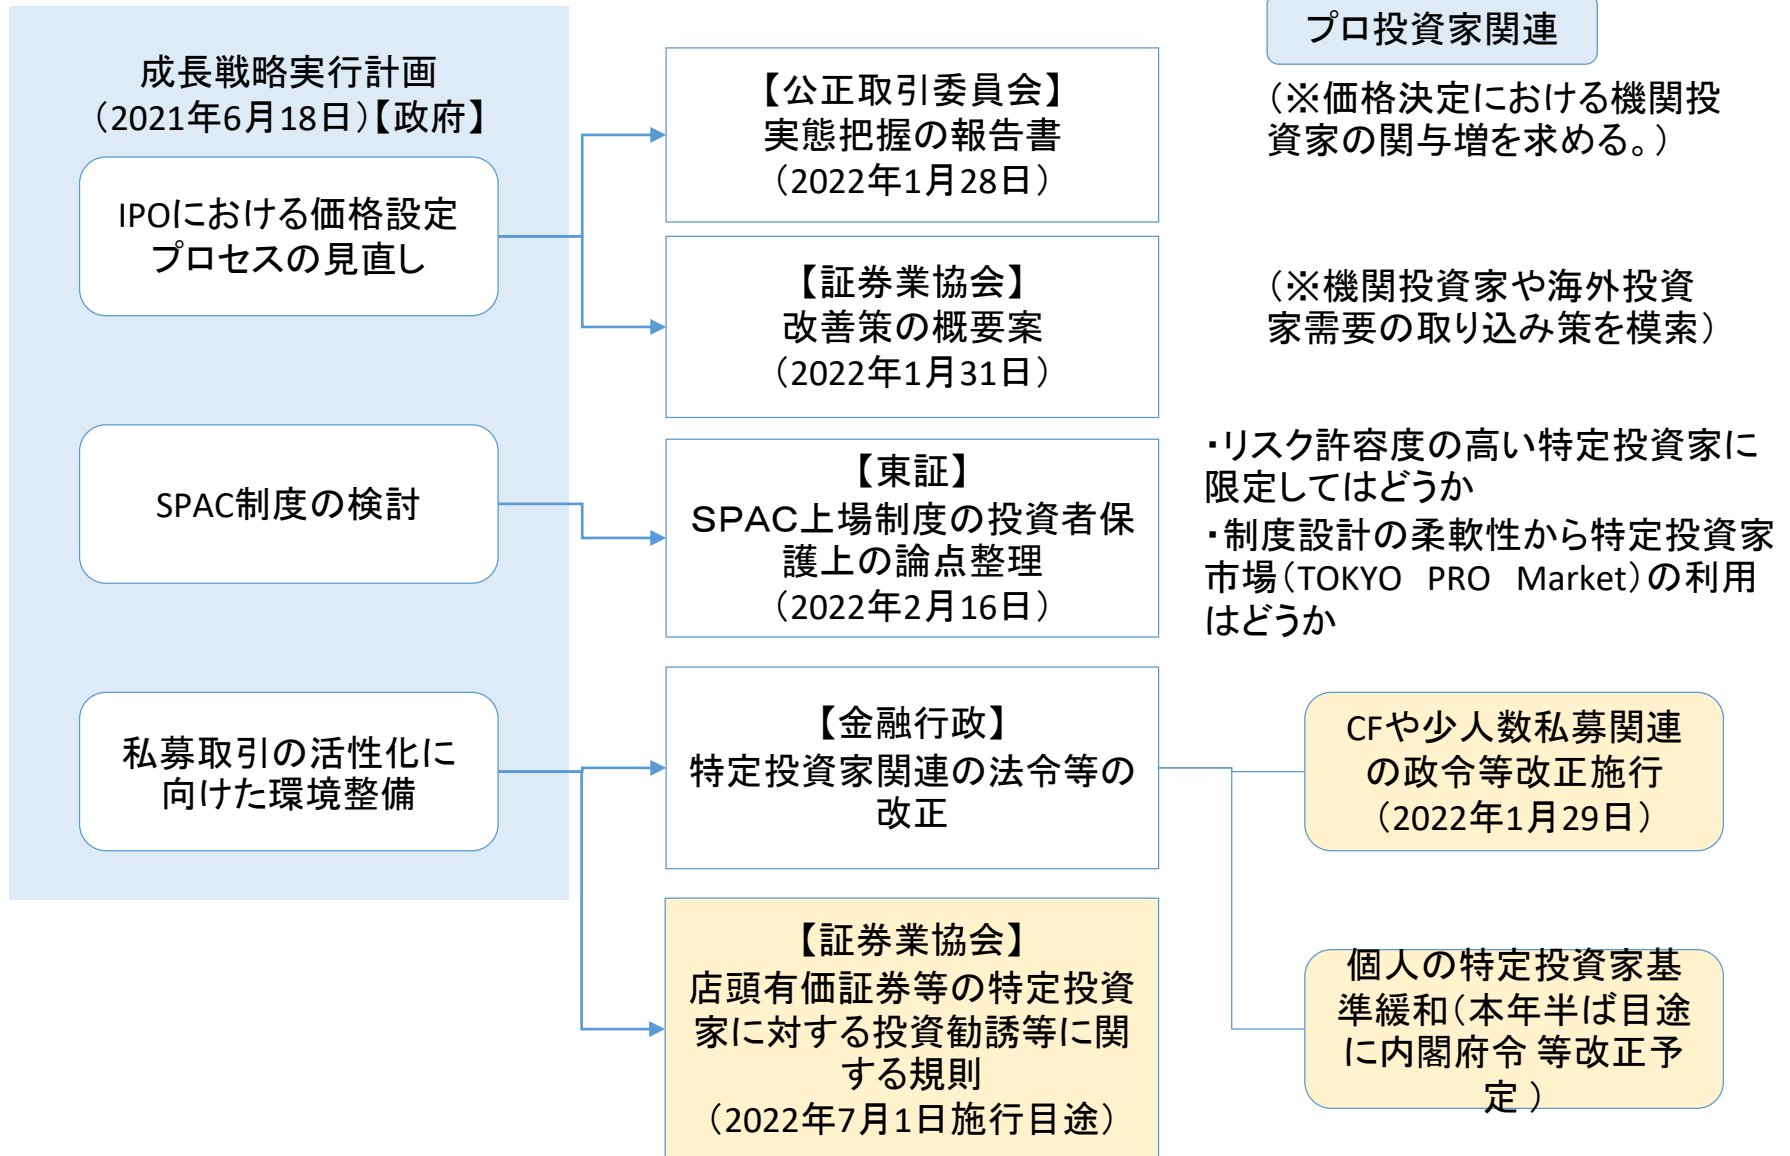 成長戦略実行計画
（2021年6月18日）【政府】
IPOにおける価格設定
プロセスの見直し
SPAC制度の検討
私募取引の活性化に
向けた環境整備
【公正取引委員会】
実態把握の報告書
（2022年1月28日）
【証券業協会】
改善策の概要案
（2022年1月31日）
【東証】
ＳＰＡＣ上場制度の投資者保
護上の論点整理
（2022年2月16日）
【金融行政】
特定投資家関連の法令等の
改正
【証券業協会】
店頭有価証券等の特定投資
家に対する投資勧誘等に関
する規則
（2022年7月1日施行目途）
プロ投資家関連
（※価格決定における機関投
資家の関与増を求める。）
（※機関投資家や海外投資
家需要の取り込み策を模索）
・リスク許容度の高い特定投資家に
限定してはどうか
・制度設計の柔軟性から特定投資家
市場（TOKYO　PRO　Market）の利用
はどうか
CFや少人数私募関連
の政令等改正施行
（2022年1月29日）
個人の特定投資家基
準緩和（本年半ば目途
に内閣府令 等改正予
定 ）